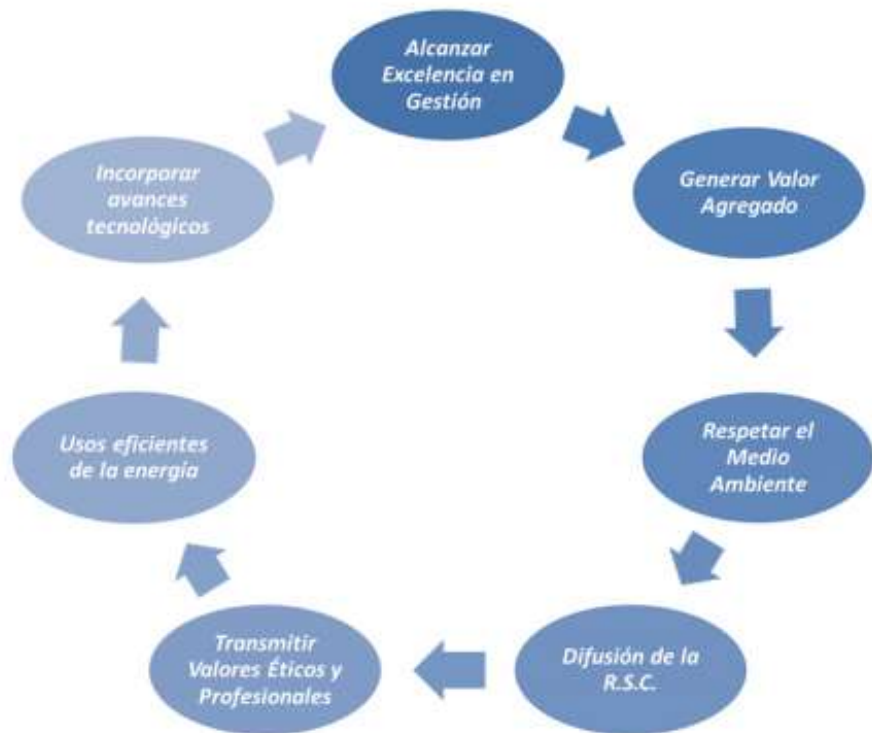 Alcanzar
Excelencia en
Gestión
Generar Valor
Agregado
Respetar el
Medio
Ambiente
Difusión de la
R.S.C.
Transmitir
Valores Éticos y
Profesionales
Usos eficientes
de la energía
Incorporar
avances
tecnológicos